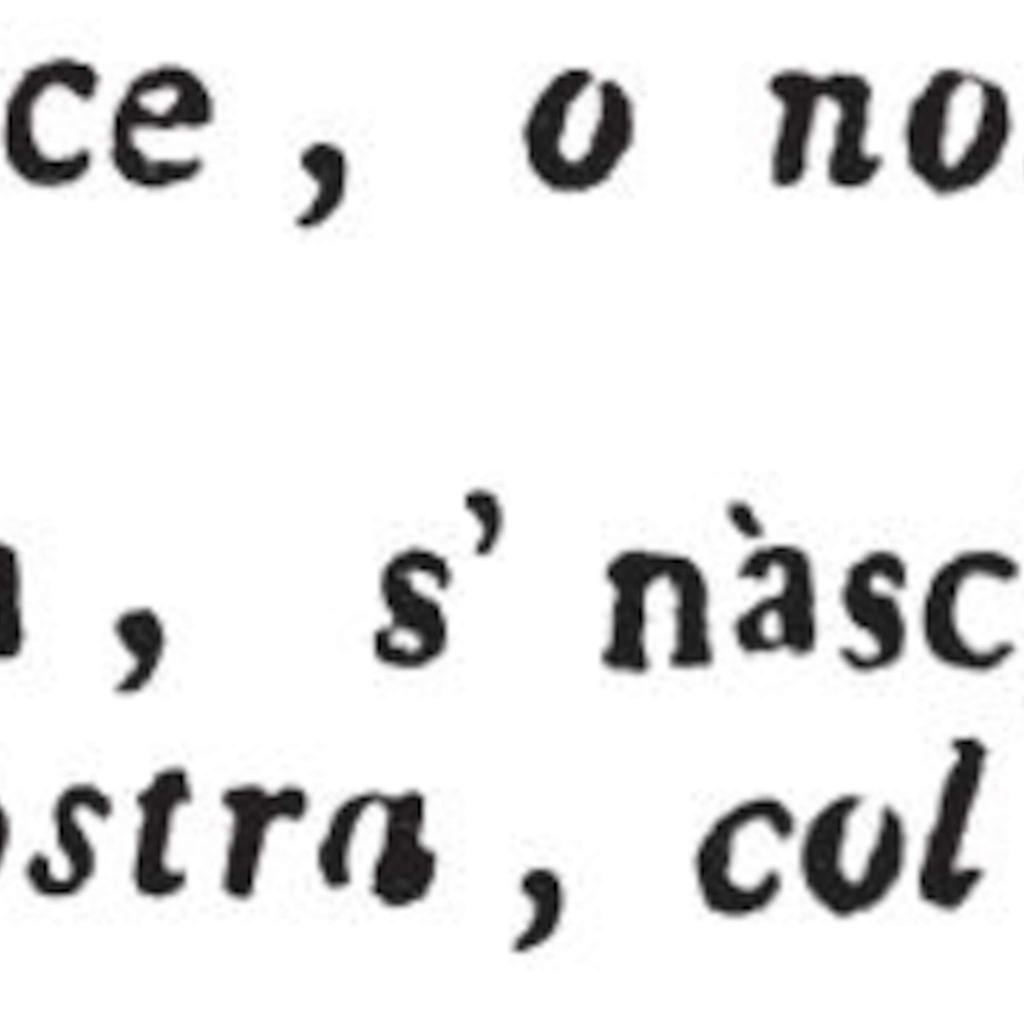 ce, o no
, s' nàsc
ostra, col